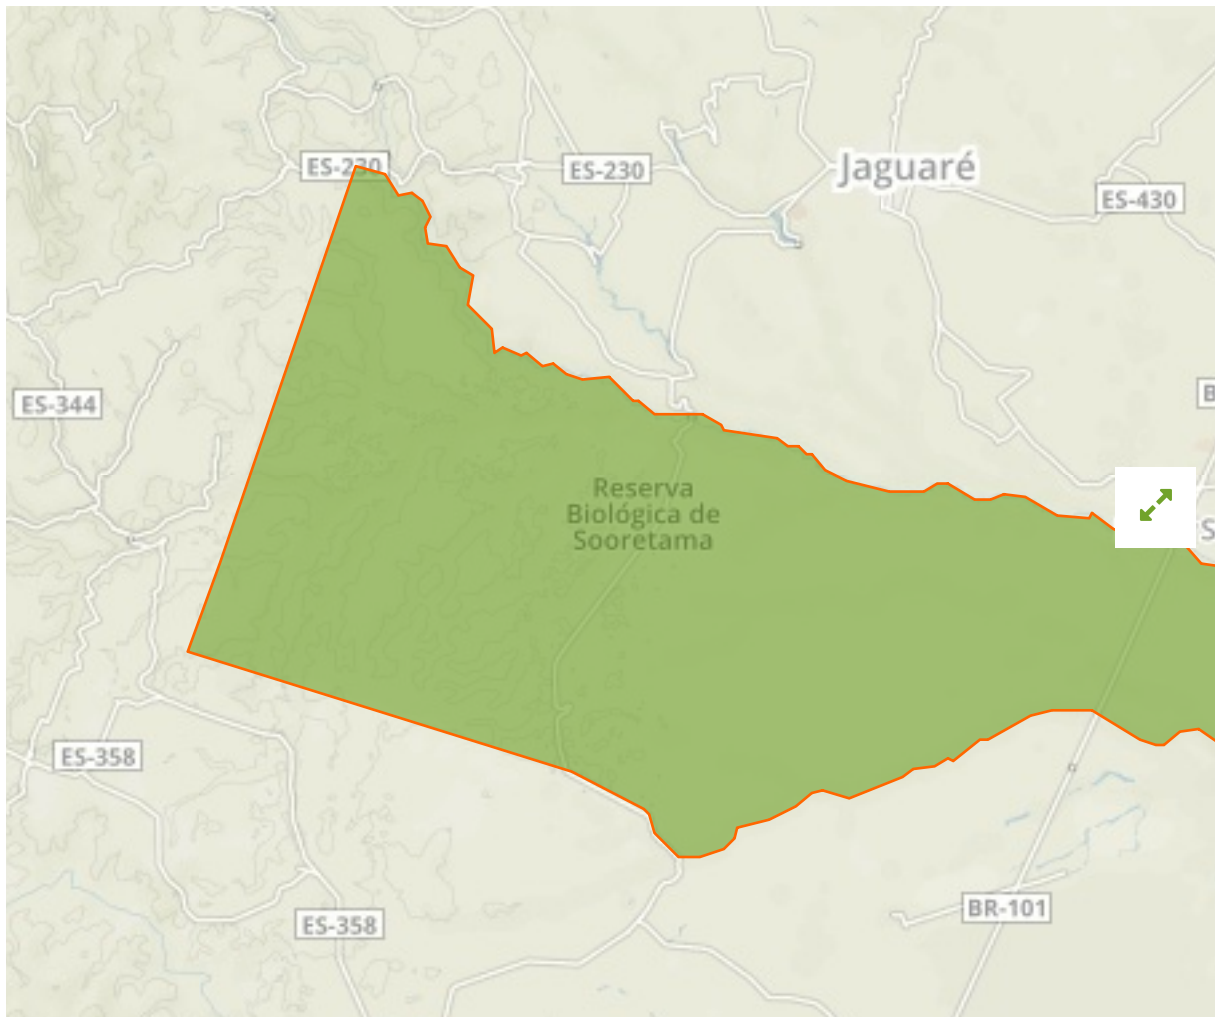 ES-230
ES-230
Jaguaré
ES-430
ES-344
B
Reserva
Biológica de
Sooretama
S
ES-358
ES-358
BR-101